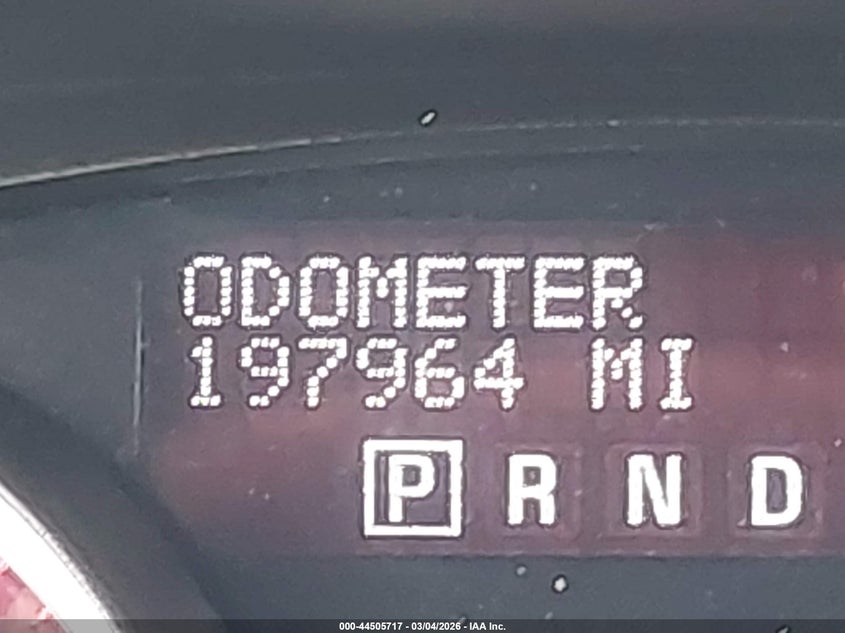 ODOMETER
197964 MI
P R N D
000-44505717 - 03/04/2026 - IAA Inc.